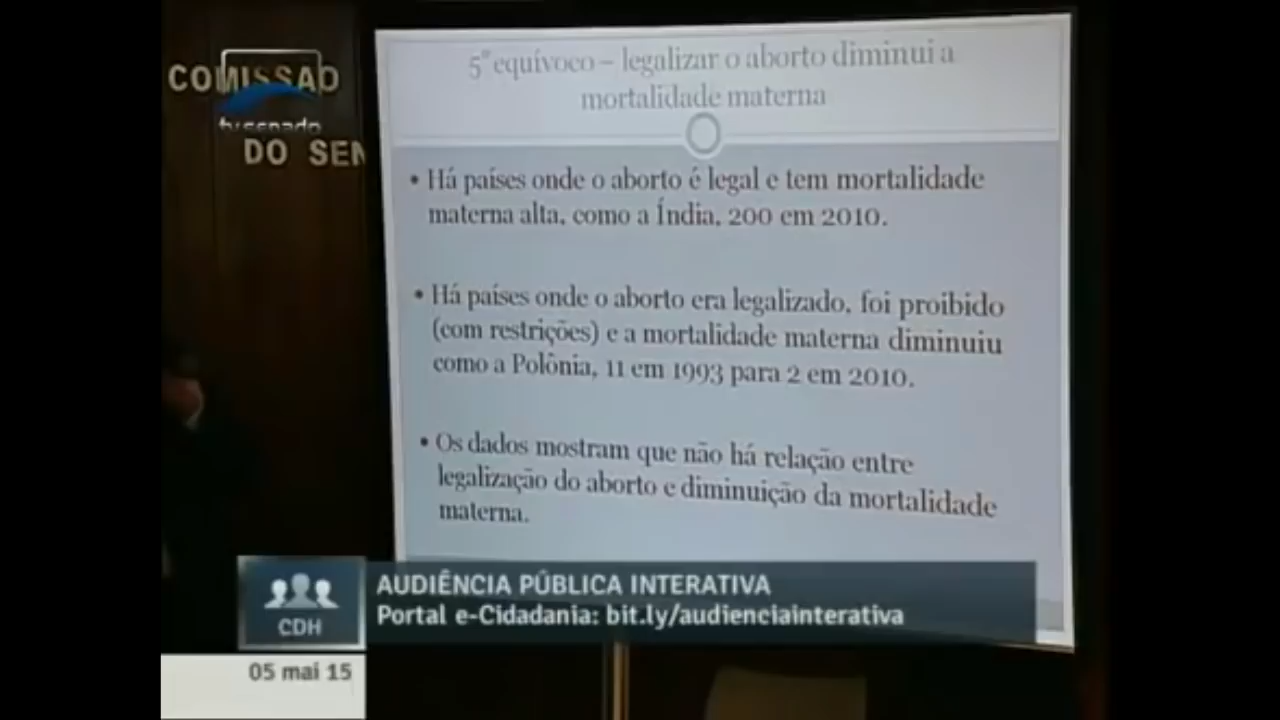 COMISSAO
tv senado
DO SEN
5º equívoco – legalizar o aborto diminui a
mortalidade materna
• Há países onde o aborto é legal e tem mortalidade
materna alta, como a Índia, 200 em 2010.
• Há países onde o aborto era legalizado, foi proibido
(com restrições) e a mortalidade materna diminuiu
como a Polônia, 11 em 1993 para 2 em 2010.
• Os dados mostram que não há relação entre
legalização do aborto e diminuição da mortalidade
materna.
AUDIÊNCIA PÚBLICA INTERATIVA
Portal e-Cidadania: bit.ly/audienciainterativa
CDH
05 mai 15